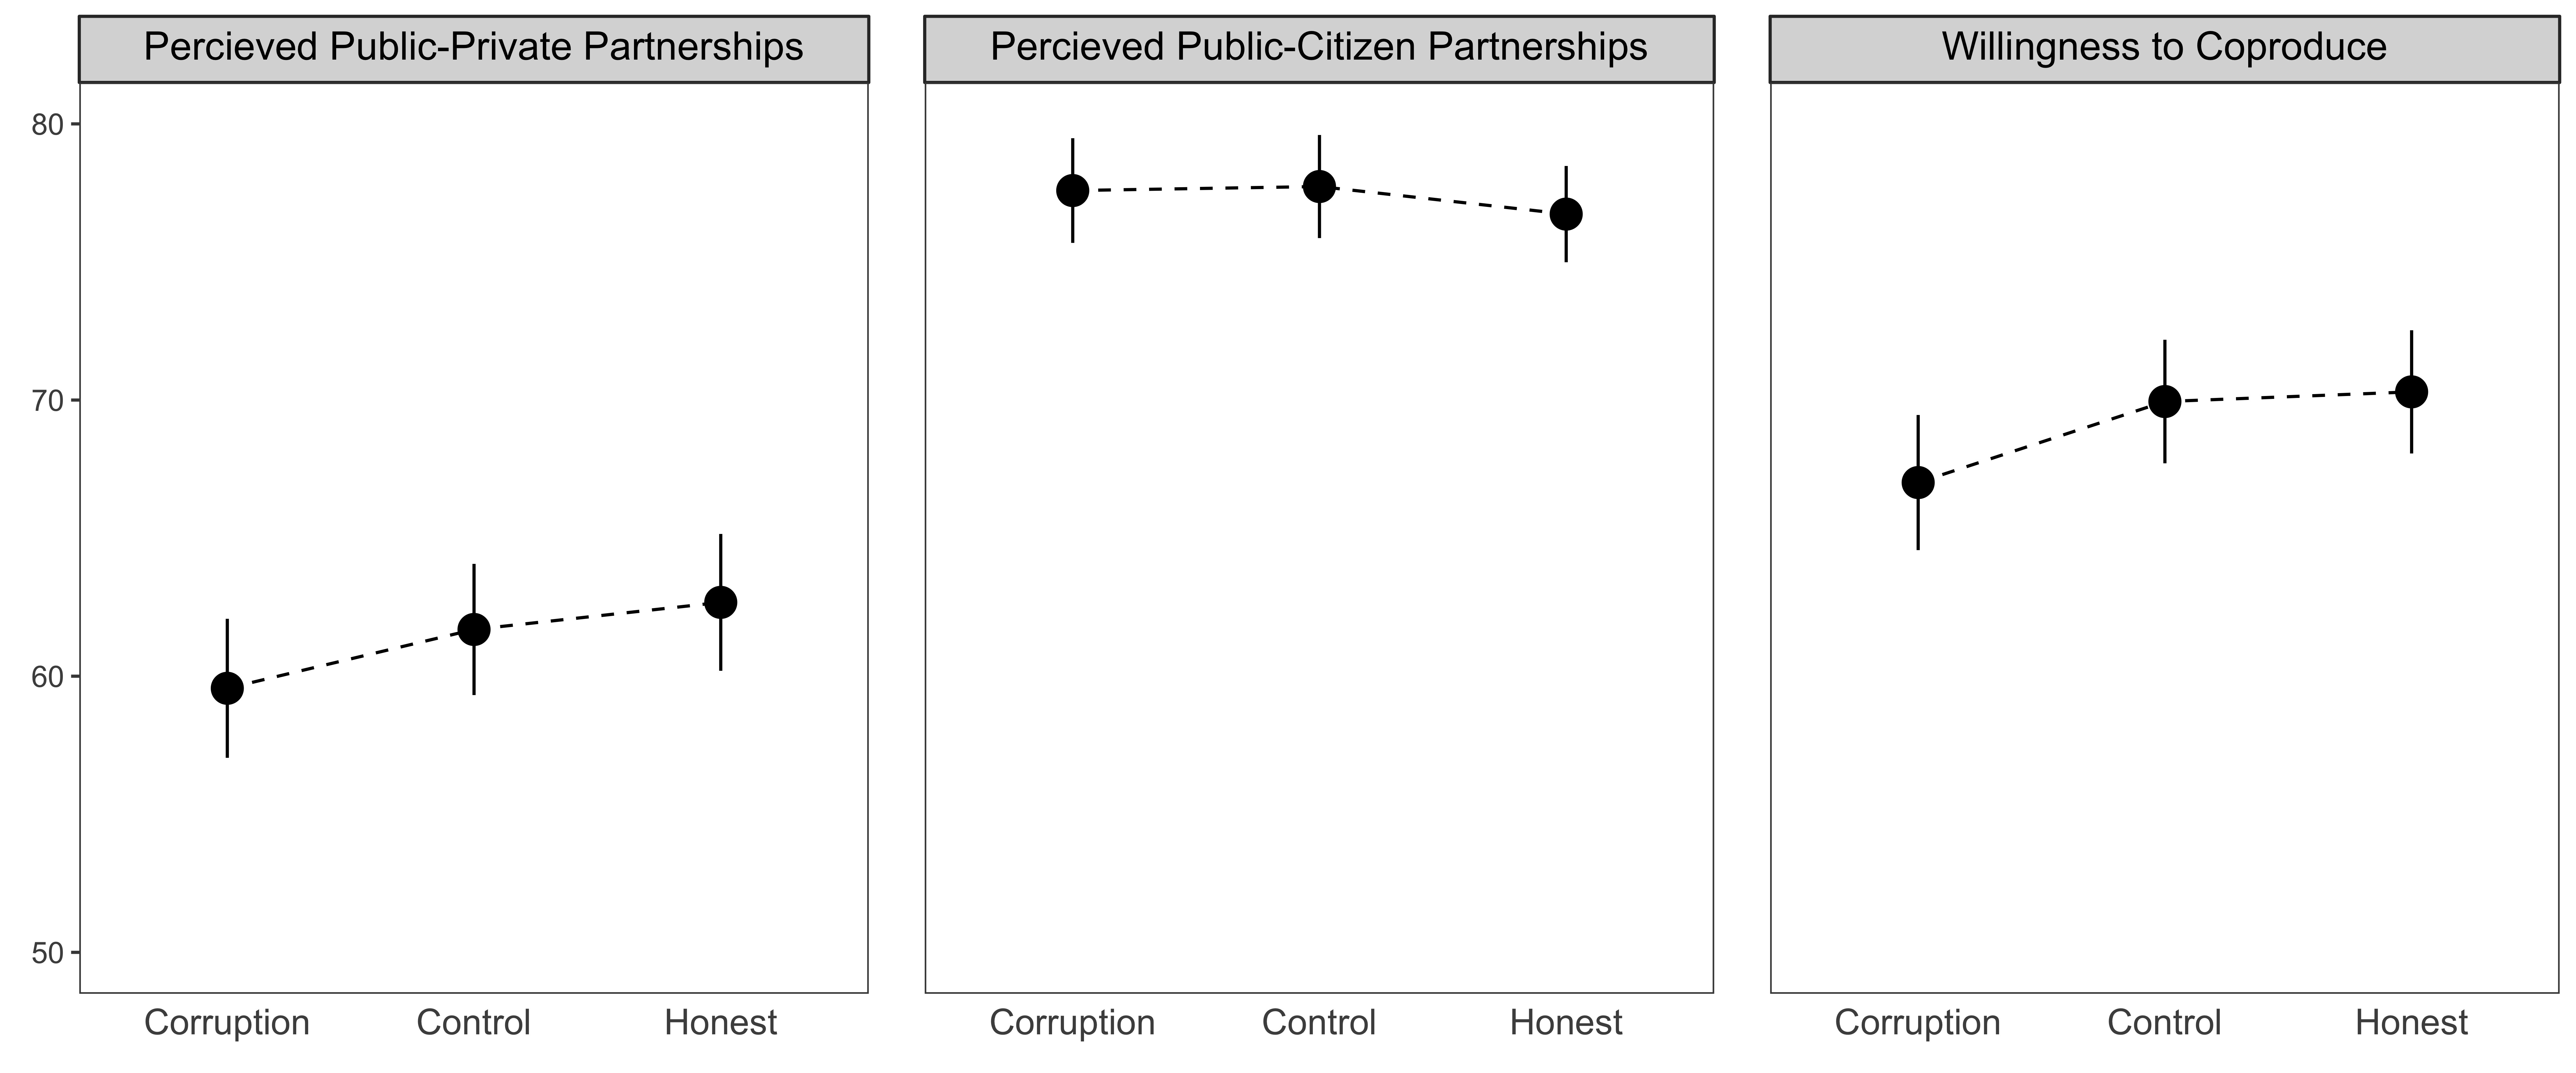 Percieved Public-Private Partnerships
Percieved Public-Citizen Partnerships
Willingness to Coproduce
80
70
60
50
Corruption Control Honest
Corruption Control Honest
Corruption Control Honest